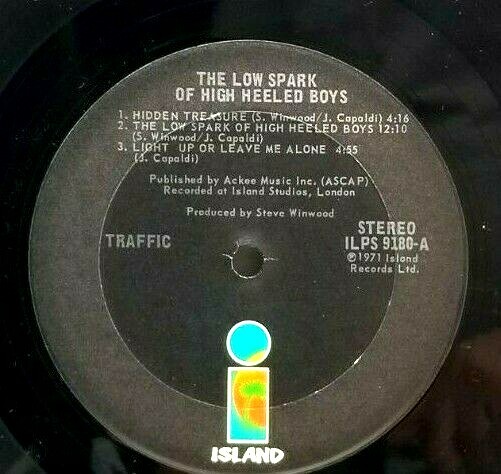 THE LOW SPARK
OF HIGH HEELED BOYS
1. HIDDEN TREASURE (S. Winwood/J. Capaldi) 4:16
2. THE LOW SPARK OF HIGH HEELED BOYS 12:10
(S. Winwood/J. Capaldi)
3. LIGHT UP OR LEAVE ME ALONE 4:55
(J. Capaldi)
Published by Ackee Music Inc. (ASCAP)
Recorded at Island Studios, London
Produced by Steve Winwood
TRAFFIC
STEREO
ILPS 9180-A
℗1971 Island
Records Ltd.
i
ISLAND